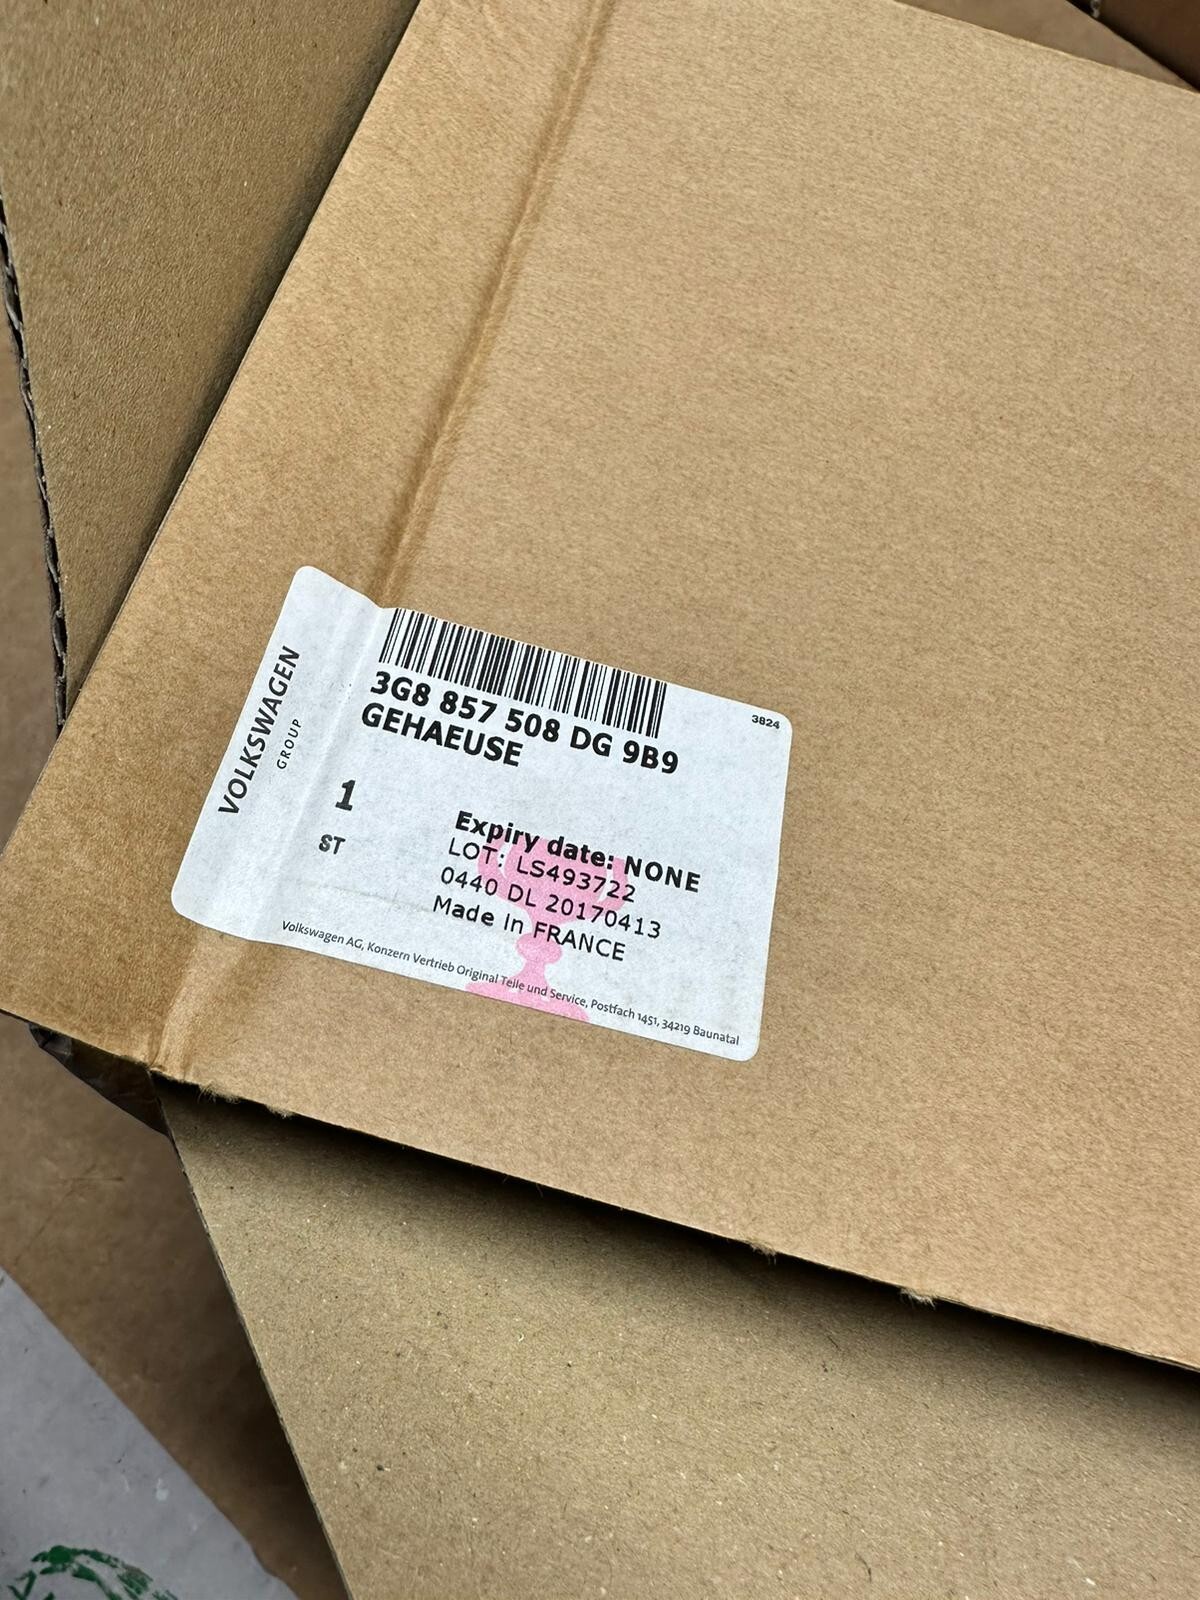 VOLKSWAGEN
GROUP
3G8 857 508 DG 9B9
3824
GEHAEUSE
1
ST
Expiry date: NONE
LOT: LS493722
0440 DL 20170413
Made in FRANCE
Volkswagen AG, Konzern Vertrieb Original Teile und Service, Postfach 1451, 34219 Baunatal